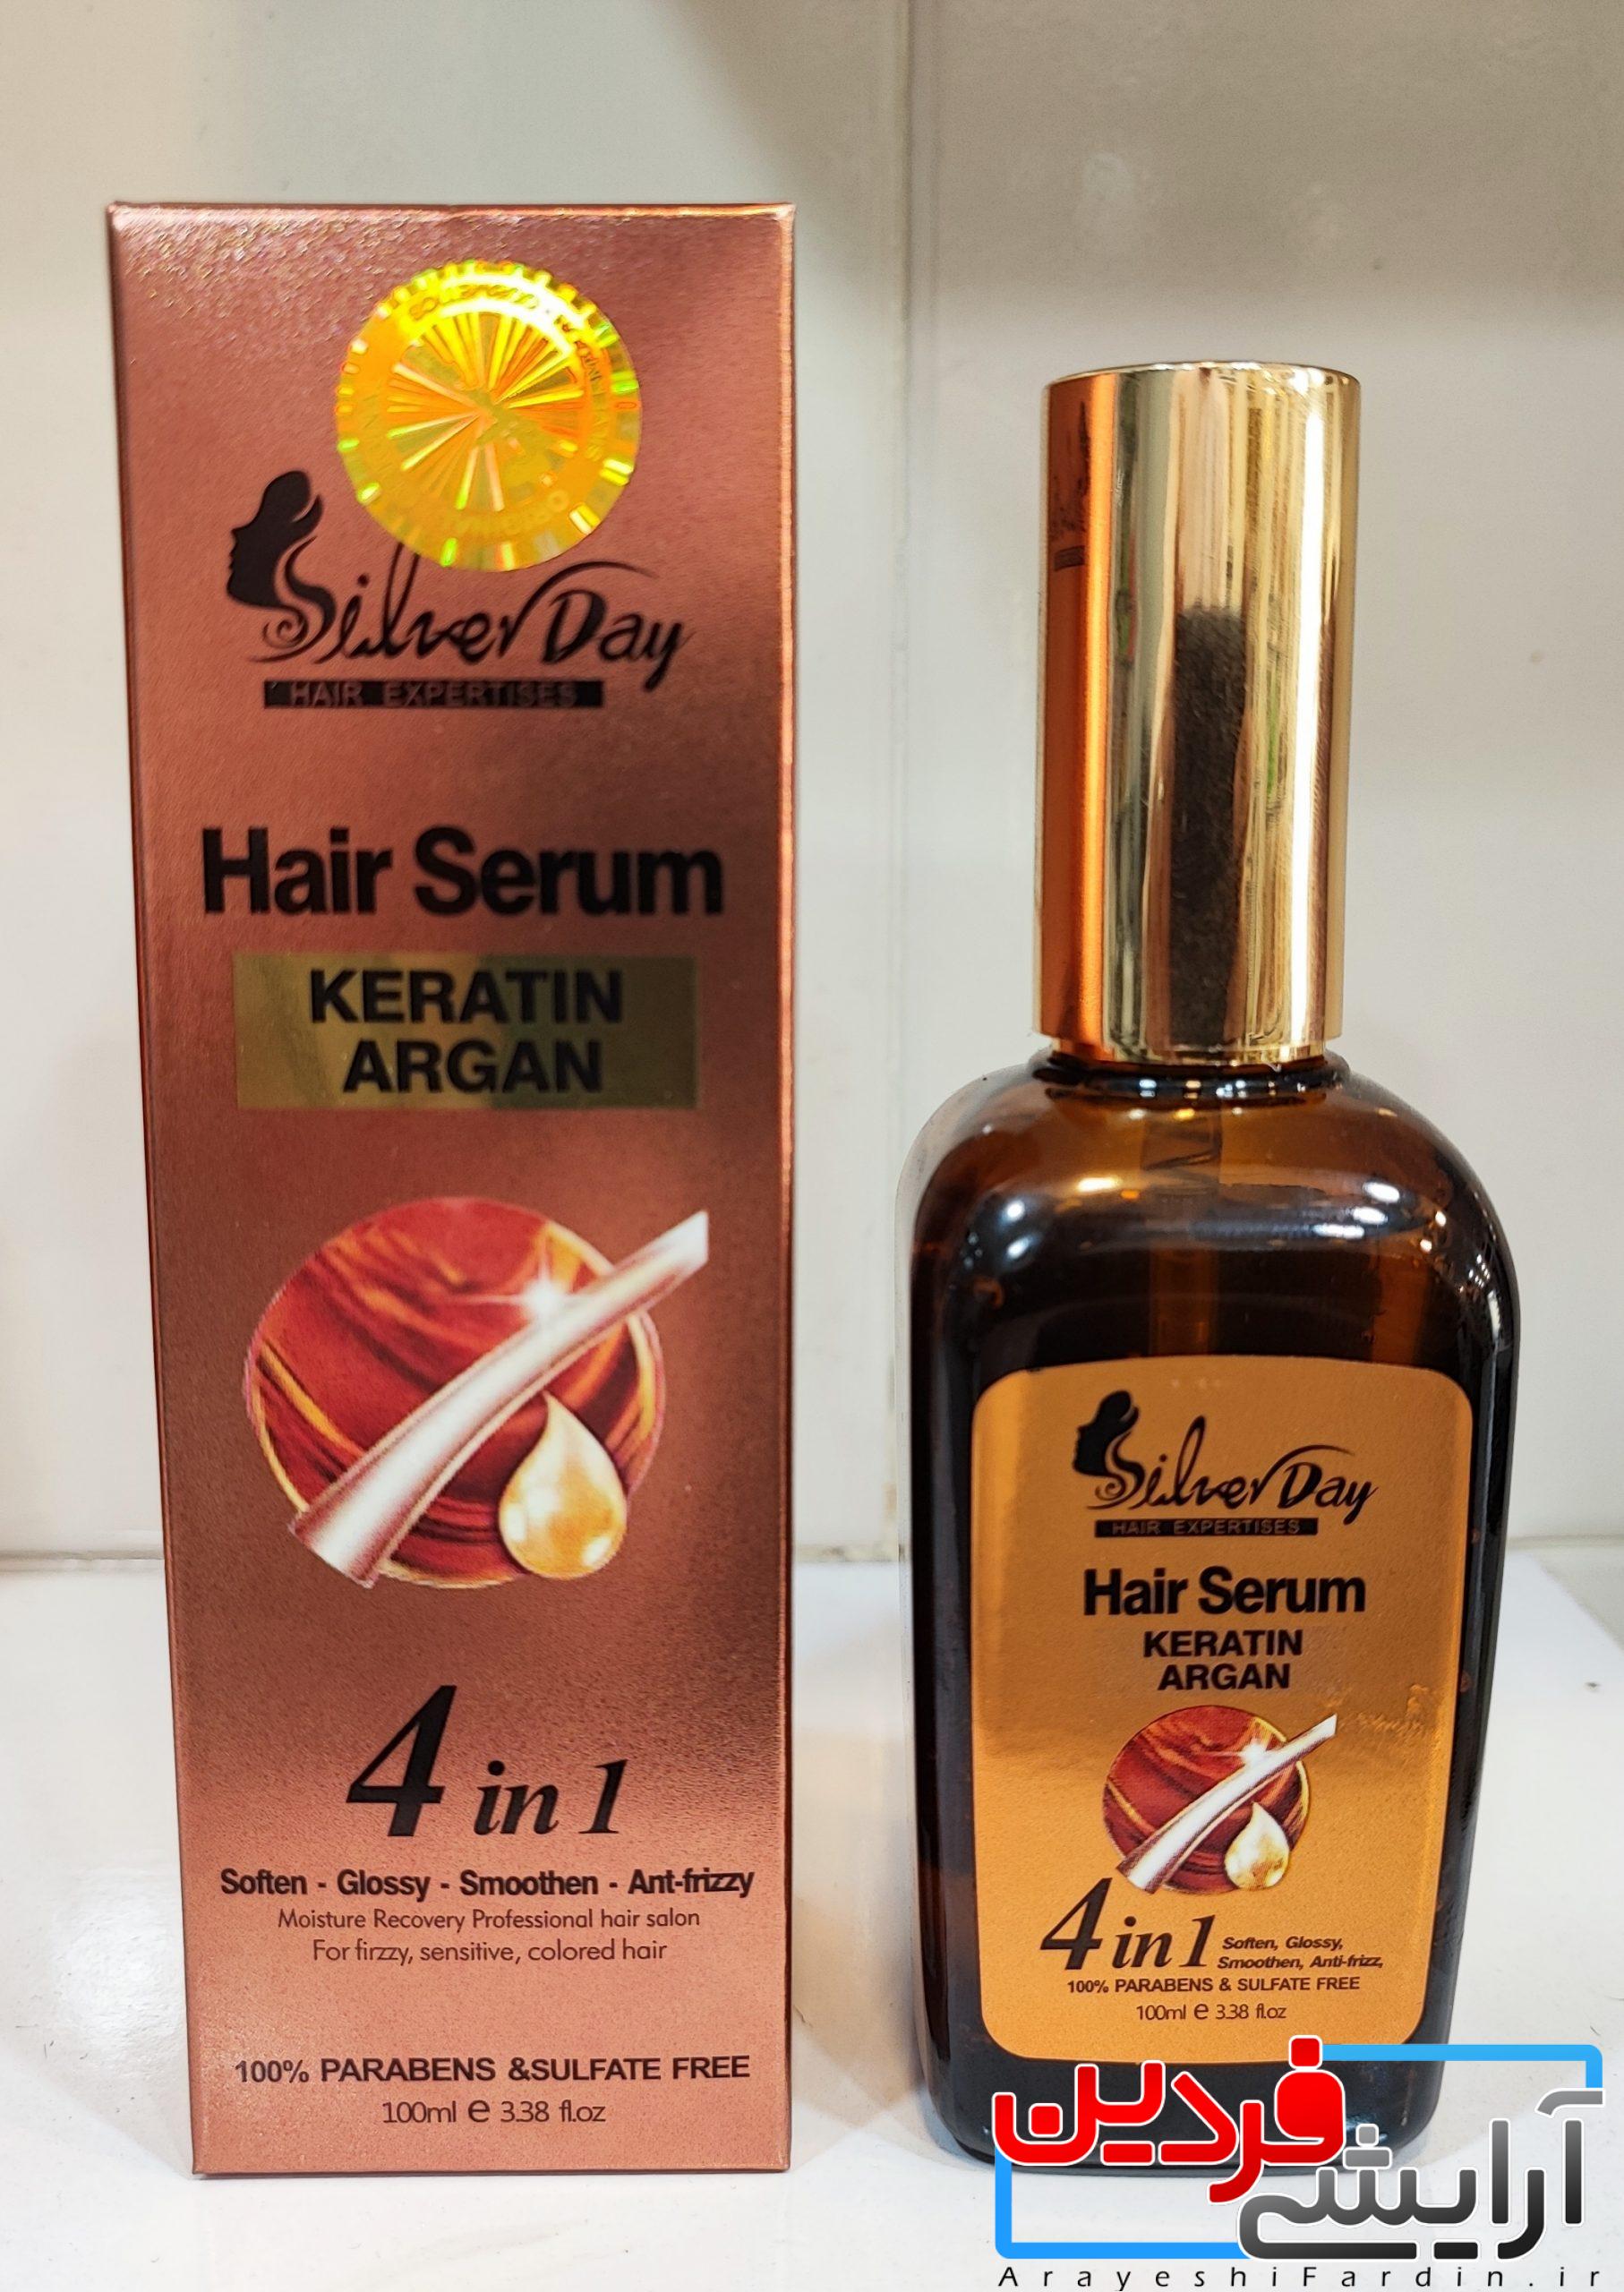 Silver Day
HAIR EXPERTISES
Hair Serum
KERATIN
ARGAN
4 in 1
Soften - Glossy - Smoothen - Ant-frizzy
Moisture Recovery Professional hair salon
For firzzy, sensitive, colored hair
100% PARABENS &SULFATE FREE
100ml e 3.38 fl.oz
Silver Day
HAIR EXPERTISES
Hair Serum
KERATIN
ARGAN
4 in 1
Soften, Glossy,
Smoothen, Anti-frizz,
100% PARABENS & SULFATE FREE
100ml e 3.38 fl.oz
آرایشی فردین
ArayeshiFardin.ir